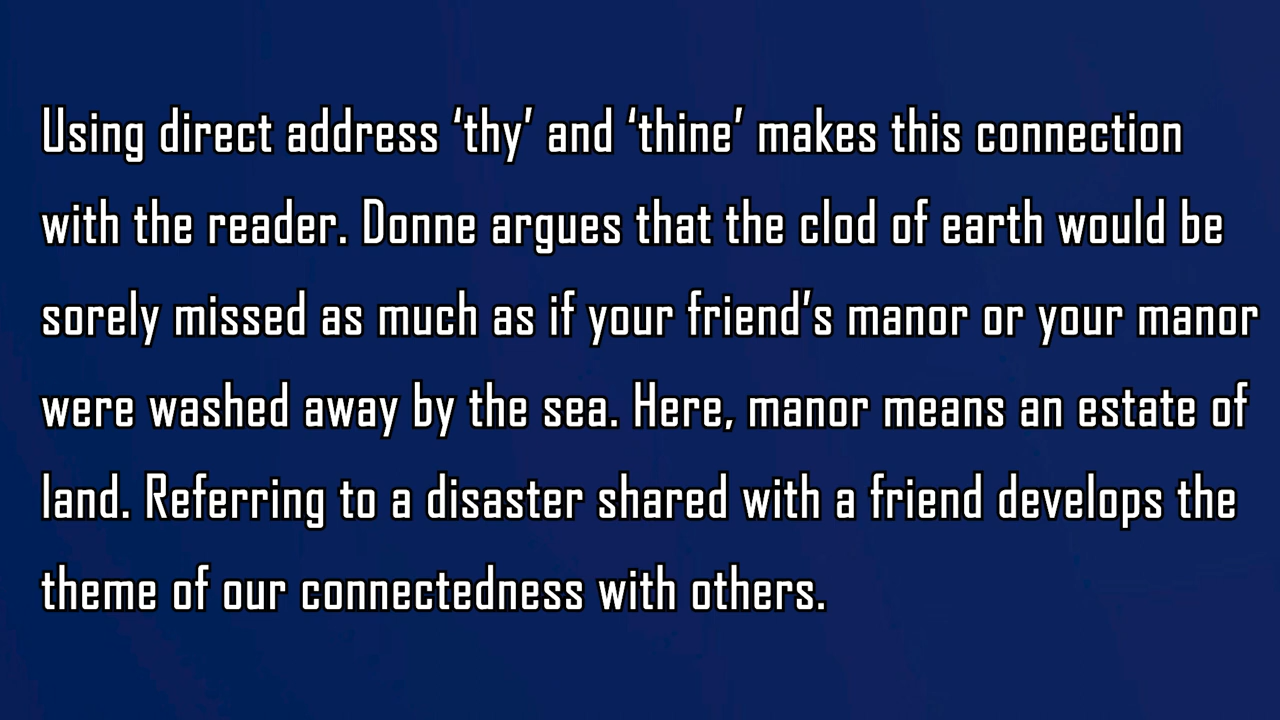 Using direct address ‘thy’ and ‘thine’ makes this connection
with the reader. Donne argues that the clod of earth would be
sorely missed as much as if your friend’s manor or your manor
were washed away by the sea. Here, manor means an estate of
land. Referring to a disaster shared with a friend develops the
theme of our connectedness with others.